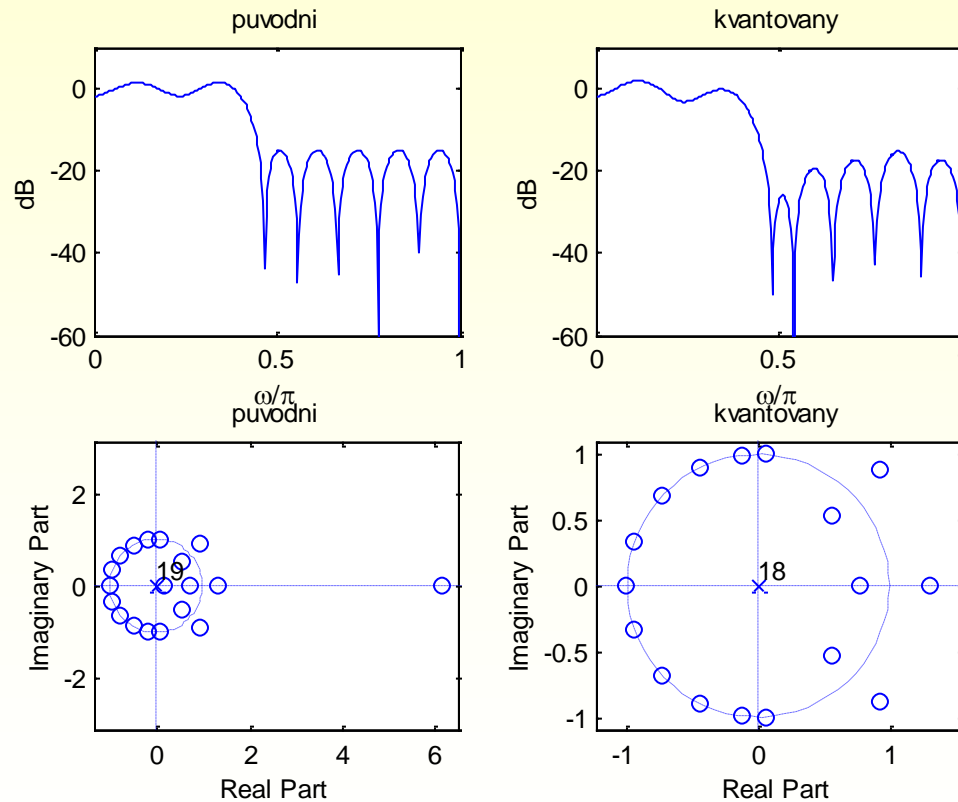 puvodni
kvantovany
0
-20
-40
-60
dB
0
0.5
1
ω/π
0
-20
-40
-60
dB
0
0.5
ω/π
puvodni
kvantovany
2
0
-2
Imaginary Part
19
0
2
4
6
Real Part
1
0.5
0
-0.5
-1
Imaginary Part
18
-1
0
1
Real Part